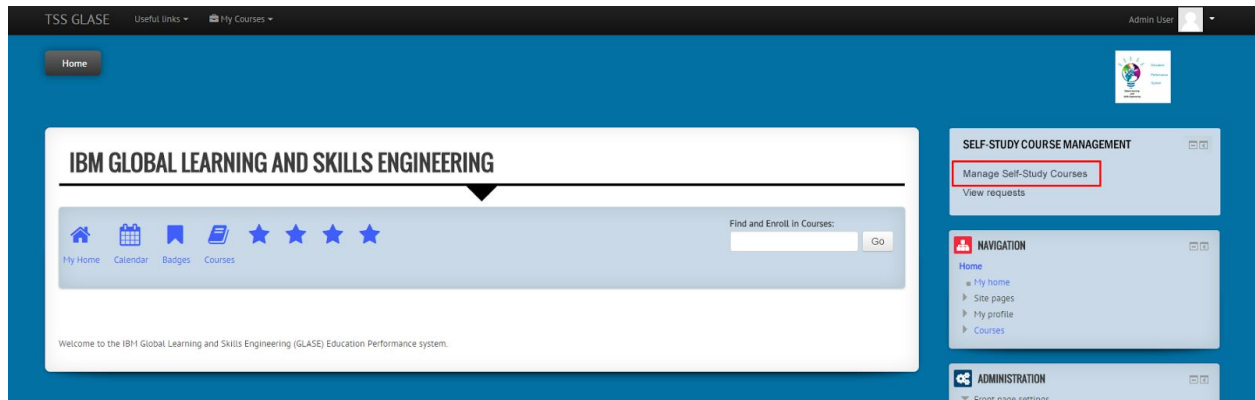 TSS GLASE Useful links My Courses Admin User
Home
IBM GLOBAL LEARNING AND SKILLS ENGINEERING
Find and Enroll in Courses:
Go
My Home Calendar Badges Courses
Welcome to the IBM Global Learning and Skills Engineering (GLASE) Education Performance system.
SELF-STUDY COURSE MANAGEMENT
Manage Self-Study Courses
View requests
NAVIGATION
Home
My home
Site pages
My profile
Courses
ADMINISTRATION
Front page settings